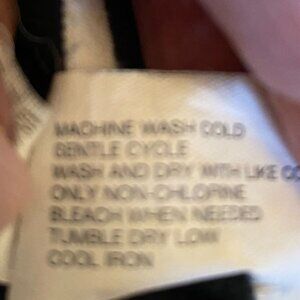 MACHINE WASH COLD
GENTLE CYCLE
WASH AND DRY WITH LIKE CO
ONLY NON-CHLORINE
BLEACH WHEN NEEDED
TUMBLE DRY LOW
COOL IRON